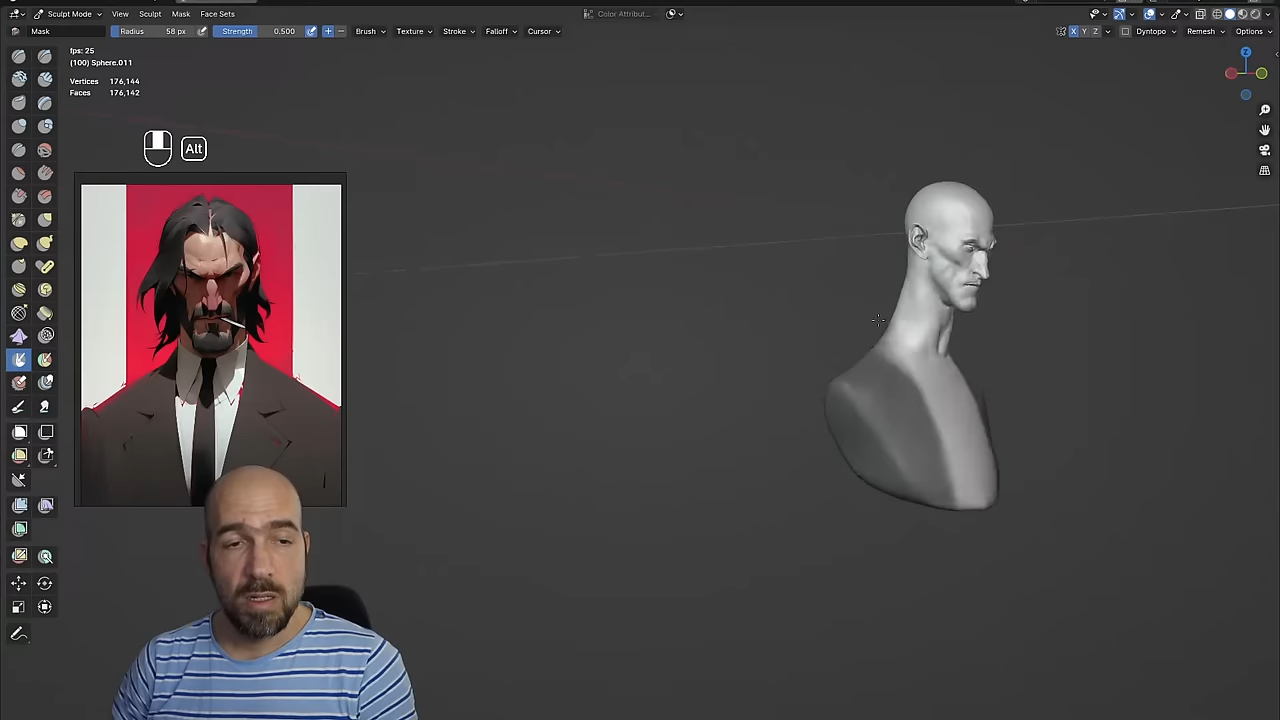 Sculpt Mode View Sculpt Mask Face Sets Color Attribut...
Mask Radius 58 px Strength 0.500 Brush Texture Stroke Falloff Cursor X Y Z Dyntopo Remesh Options
fps: 25
(100) Sphere.011
Vertices 176,144
Faces 176,142
Alt
Z